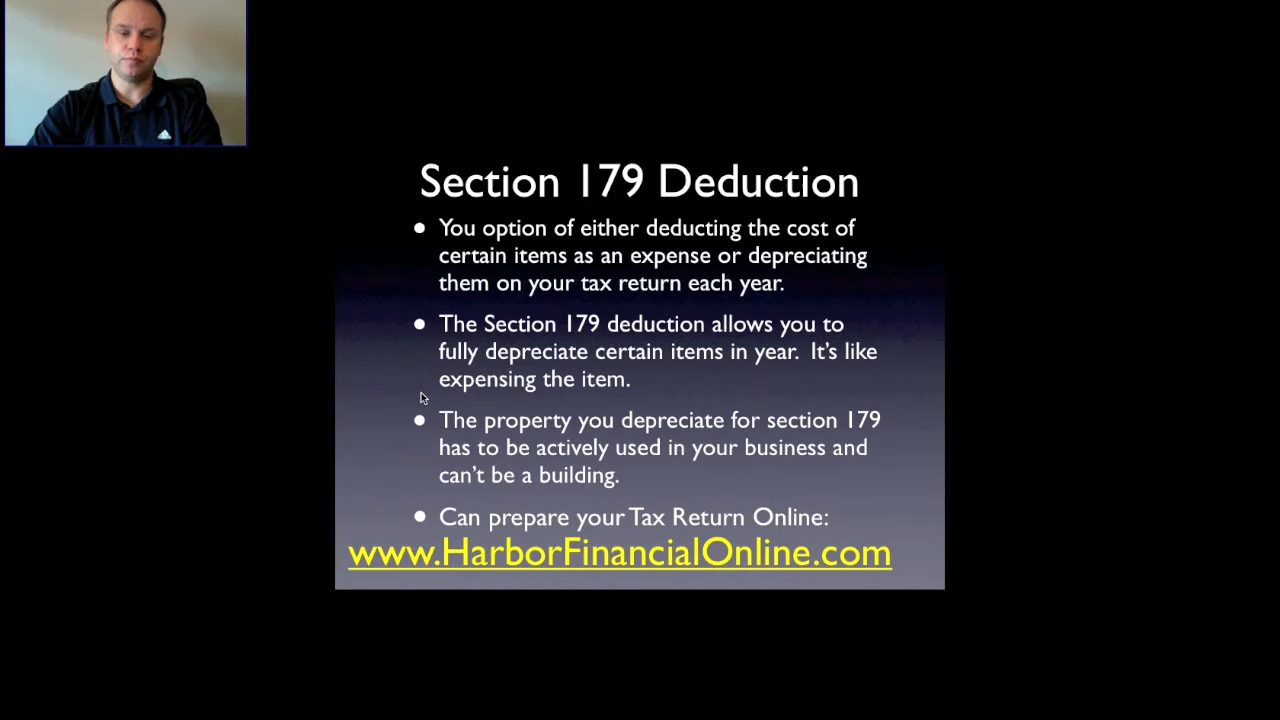 Section 179 Deduction
• You option of either deducting the cost of
certain items as an expense or depreciating
them on your tax return each year.
• The Section 179 deduction allows you to
fully depreciate certain items in year.  It's like
expensing the item.
• The property you depreciate for section 179
has to be actively used in your business and
can't be a building.
• Can prepare your Tax Return Online:
www.HarborFinancialOnline.com